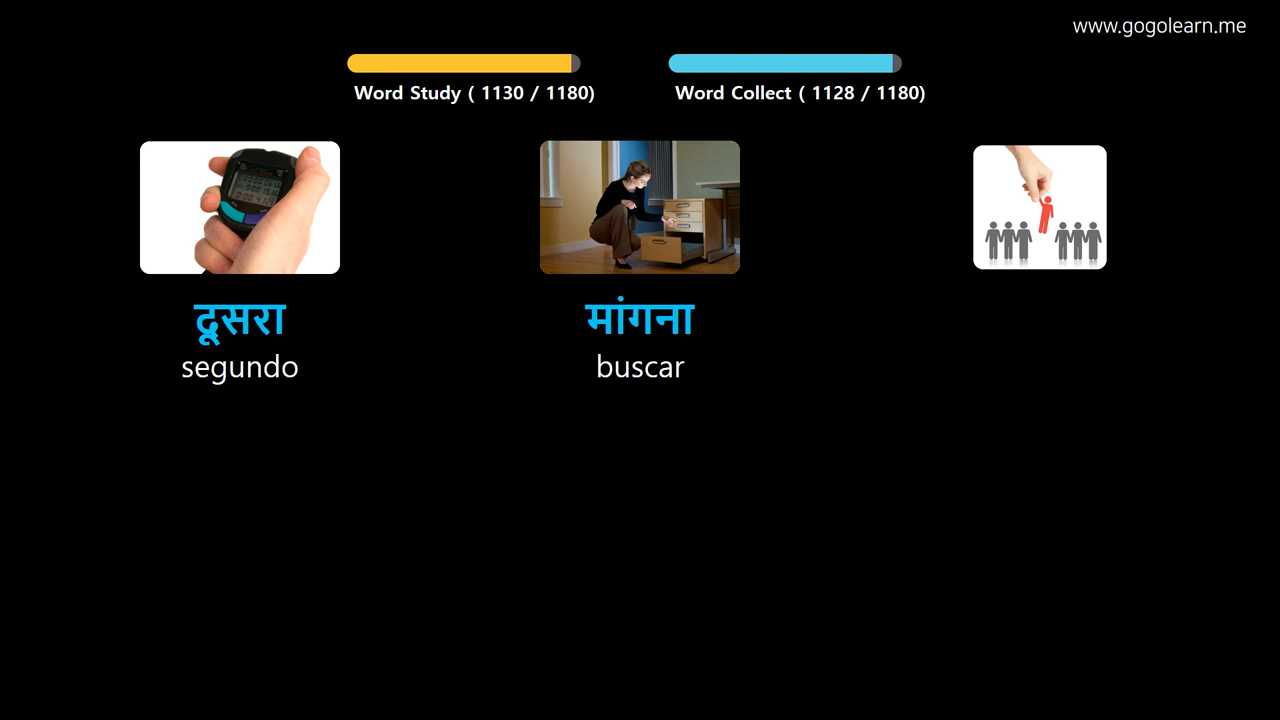 www.gogolearn.me
Word Study ( 1130 / 1180)
Word Collect ( 1128 / 1180)
दूसरा
segundo
मांगना
buscar